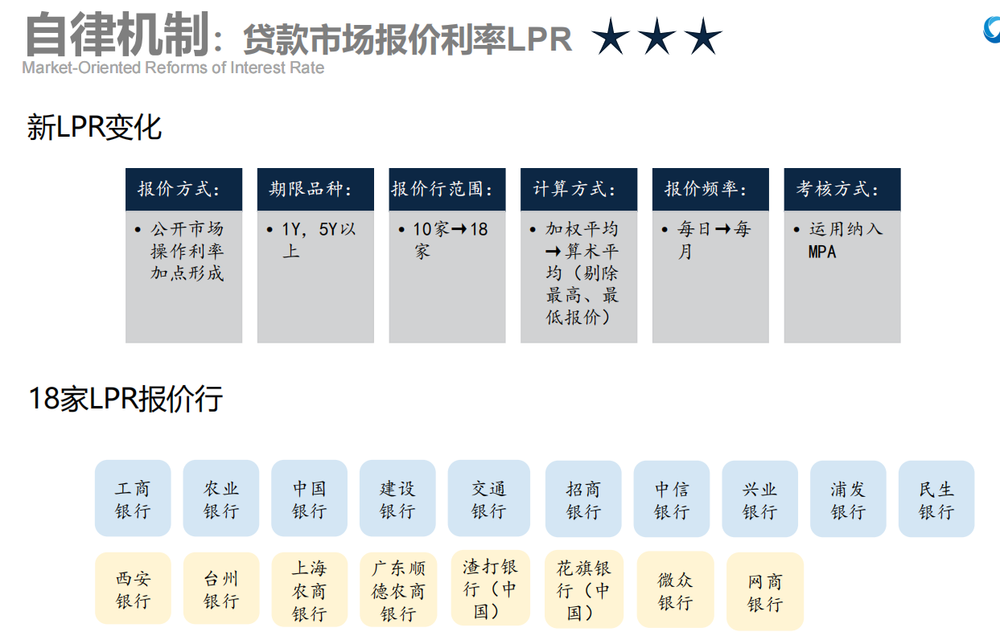 自律机制：贷款市场报价利率LPR
Market-Oriented Reforms of Interest Rate
新LPR变化
报价方式：
• 公开市场
操作利率
加点形成
期限品种：
• 1Y，5Y以
上
报价行范围：
• 10家→18
家
计算方式：
• 加权平均
→算术平
均（剔除
最高、最
低报价）
报价频率：
• 每日→每
月
考核方式：
• 运用纳入
MPA
18家LPR报价行
工商
银行
农业
银行
中国
银行
建设
银行
交通
银行
招商
银行
中信
银行
兴业
银行
浦发
银行
民生
银行
西安
银行
台州
银行
上海
农商
银行
广东顺
德农商
银行
渣打银
行（中
国）
花旗银
行（中
国）
微众
银行
网商
银行